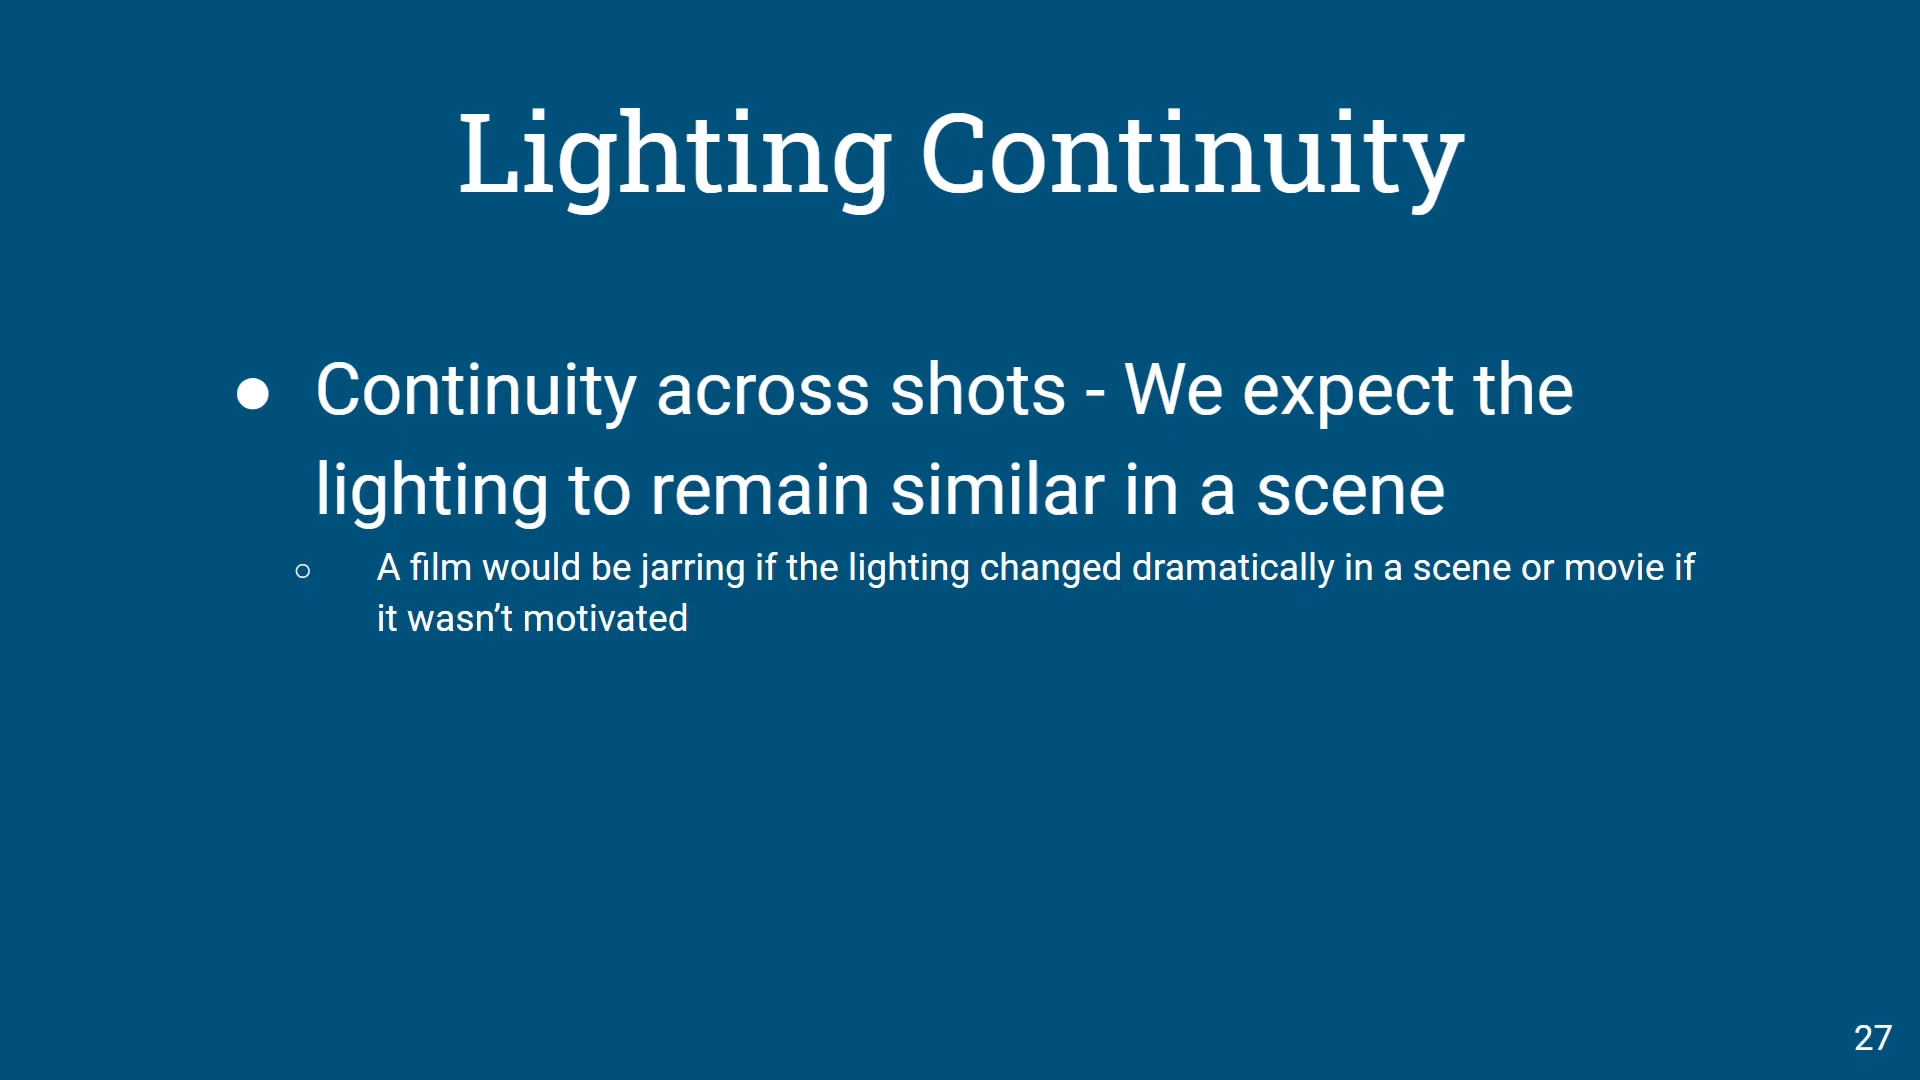 Lighting Continuity
● Continuity across shots - We expect the
lighting to remain similar in a scene
○ A film would be jarring if the lighting changed dramatically in a scene or movie if
it wasn’t motivated
27